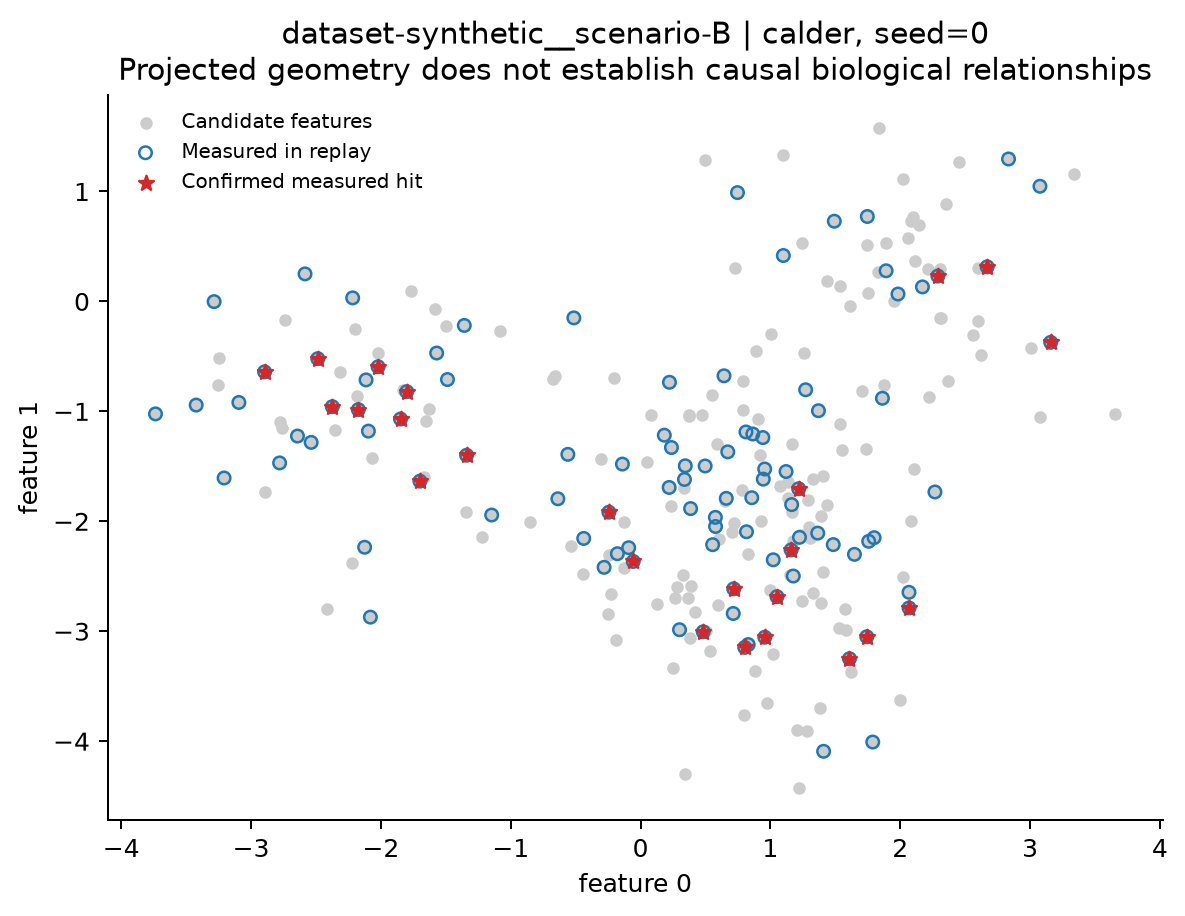 dataset-synthetic__scenario-B | calder, seed=0
Projected geometry does not establish causal biological relationships
Candidate features
Measured in replay
Confirmed measured hit
1
0
−1
−2
−3
−4
feature 1
−4 −3 −2 −1 0 1 2 3 4
feature 0